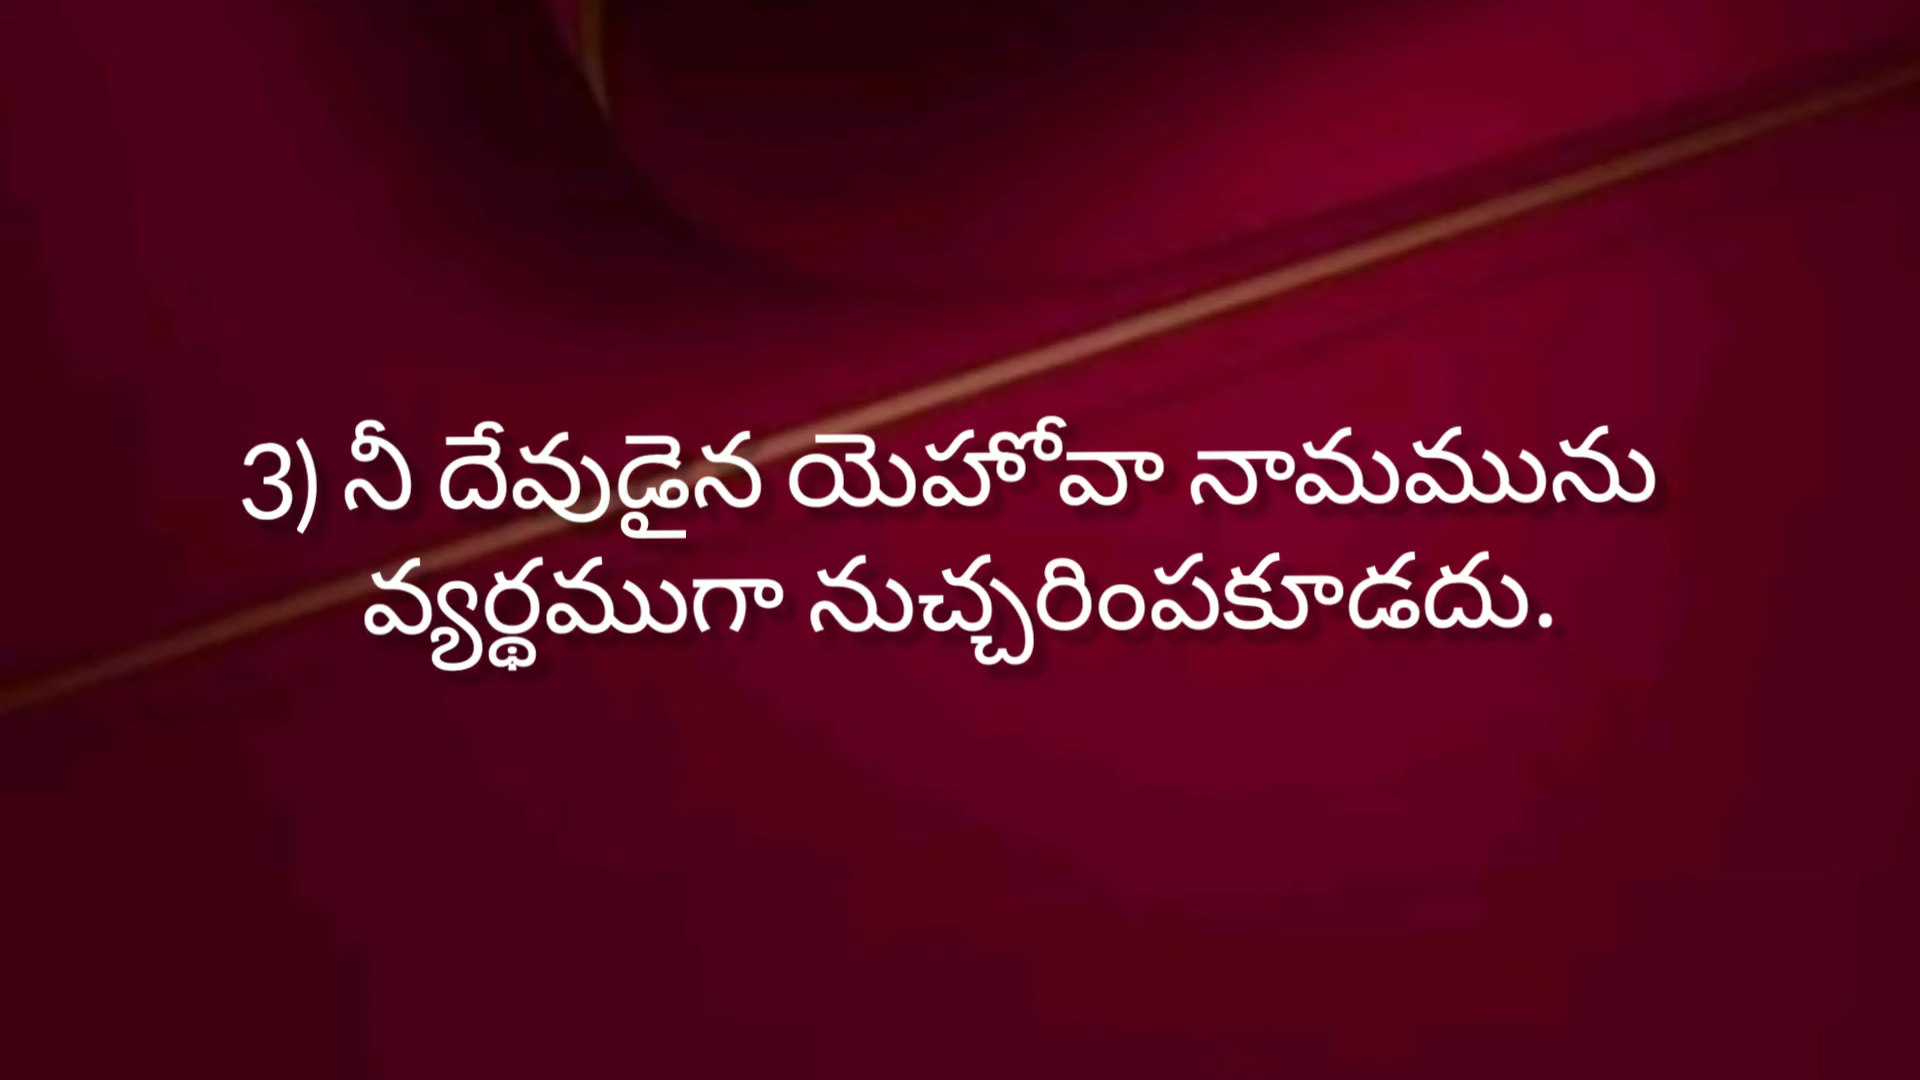 3) నీ దేవుడైన యెహోవా నామమును
వ్యర్థముగా నుచ్చరింపకూడదు.